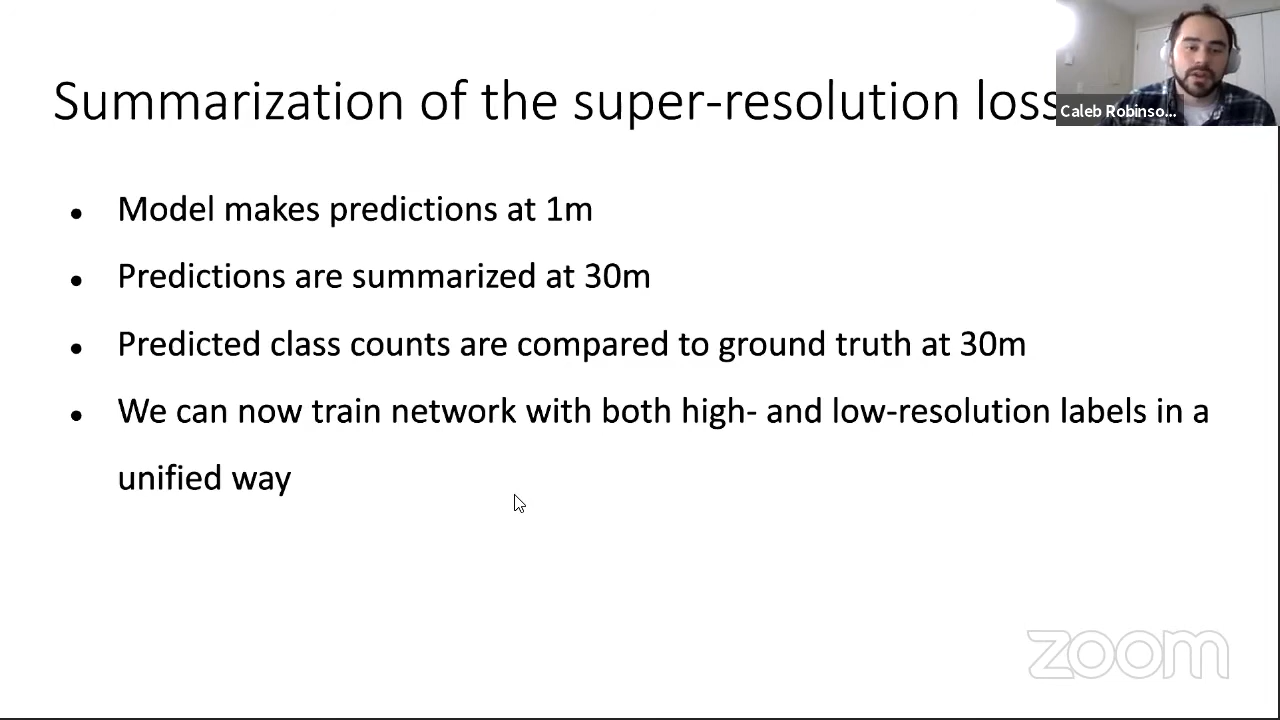 Summarization of the super-resolution loss
Caleb Robinso...
● Model makes predictions at 1m
● Predictions are summarized at 30m
● Predicted class counts are compared to ground truth at 30m
● We can now train network with both high- and low-resolution labels in a
unified way
zoom